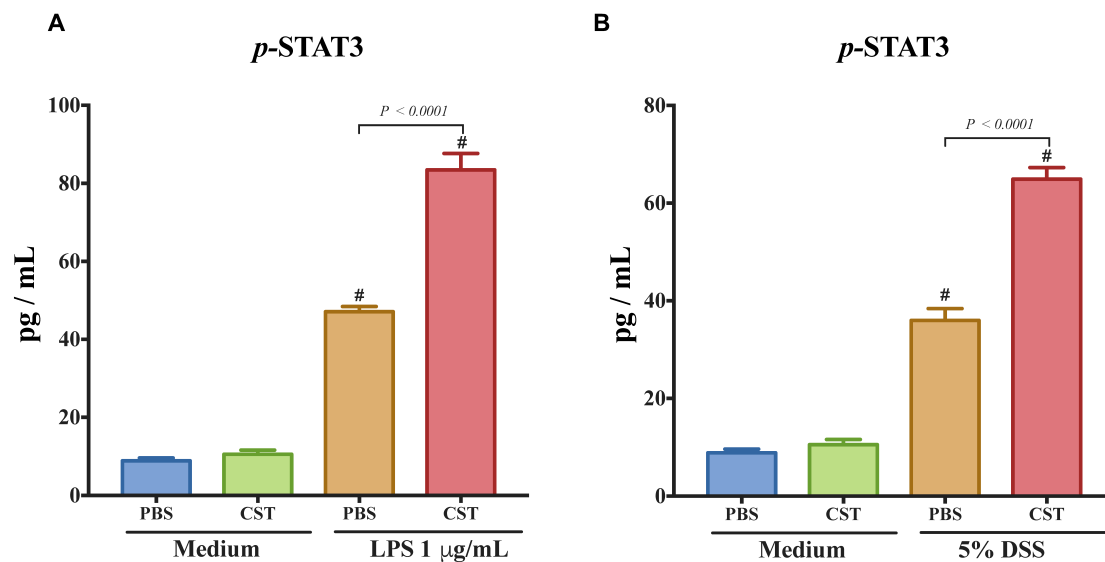 A
p-STAT3
pg / mL
100
80
60
40
20
0
P < 0.0001
#
#
PBS
CST
PBS
CST
Medium
LPS 1 µg/mL
B
p-STAT3
pg / mL
80
60
40
20
0
P < 0.0001
#
#
PBS
CST
PBS
CST
Medium
5% DSS